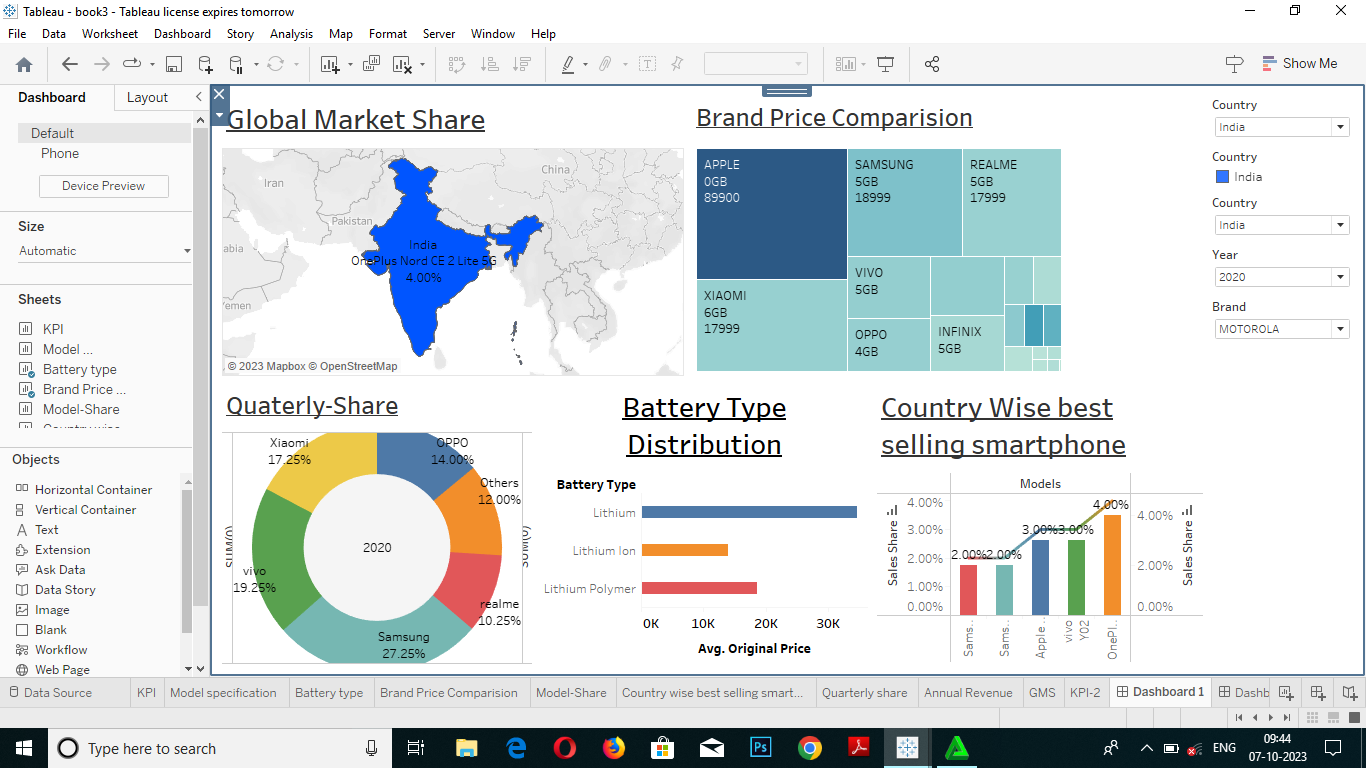 Tableau - book3 - Tableau license expires tomorrow
File Data Worksheet Dashboard Story Analysis Map Format Server Window Help
Show Me
Dashboard Layout
Default
Phone
Device Preview
Size
Automatic
Sheets
KPI
Model ...
Battery type
Brand Price ...
Model-Share
Objects
Horizontal Container
Vertical Container
Text
Extension
Ask Data
Data Story
Image
Blank
Workflow
Web Page
Global Market Share
Iran
China
Pakistan
abia
Yemen
India
OnePlus Nord CE 2 Lite 5G
4.00%
© 2023 Mapbox © OpenStreetMap
Brand Price Comparision
APPLE
0GB
89900
SAMSUNG
5GB
18999
REALME
5GB
17999
XIAOMI
6GB
17999
VIVO
5GB
OPPO
4GB
INFINIX
5GB
Country
India
Country
India
Country
India
Year
2020
Brand
MOTOROLA
Quaterly-Share
Xiaomi
17.25%
OPPO
14.00%
Others
12.00%
2020
vivo
19.25%
realme
10.25%
Samsung
27.25%
Battery Type
Distribution
Battery Type
Lithium
Lithium Ion
Lithium Polymer
0K 10K 20K 30K
Avg. Original Price
Country Wise best
selling smartphone
Models
4.00%
3.00%
2.00%
1.00%
0.00%
Sales Share
2.00% 2.00% 3.00% 3.00% 4.00%
4.00%
2.00%
0.00%
Sales Share
Sams..
Sams..
Apple ..
vivo
Y02
OnePl..
Data Source KPI Model specification Battery type Brand Price Comparision Model-Share Country wise best selling smart... Quarterly share Annual Revenue GMS KPI-2 Dashboard 1 Dashb
Type here to search
ENG
09:44
07-10-2023